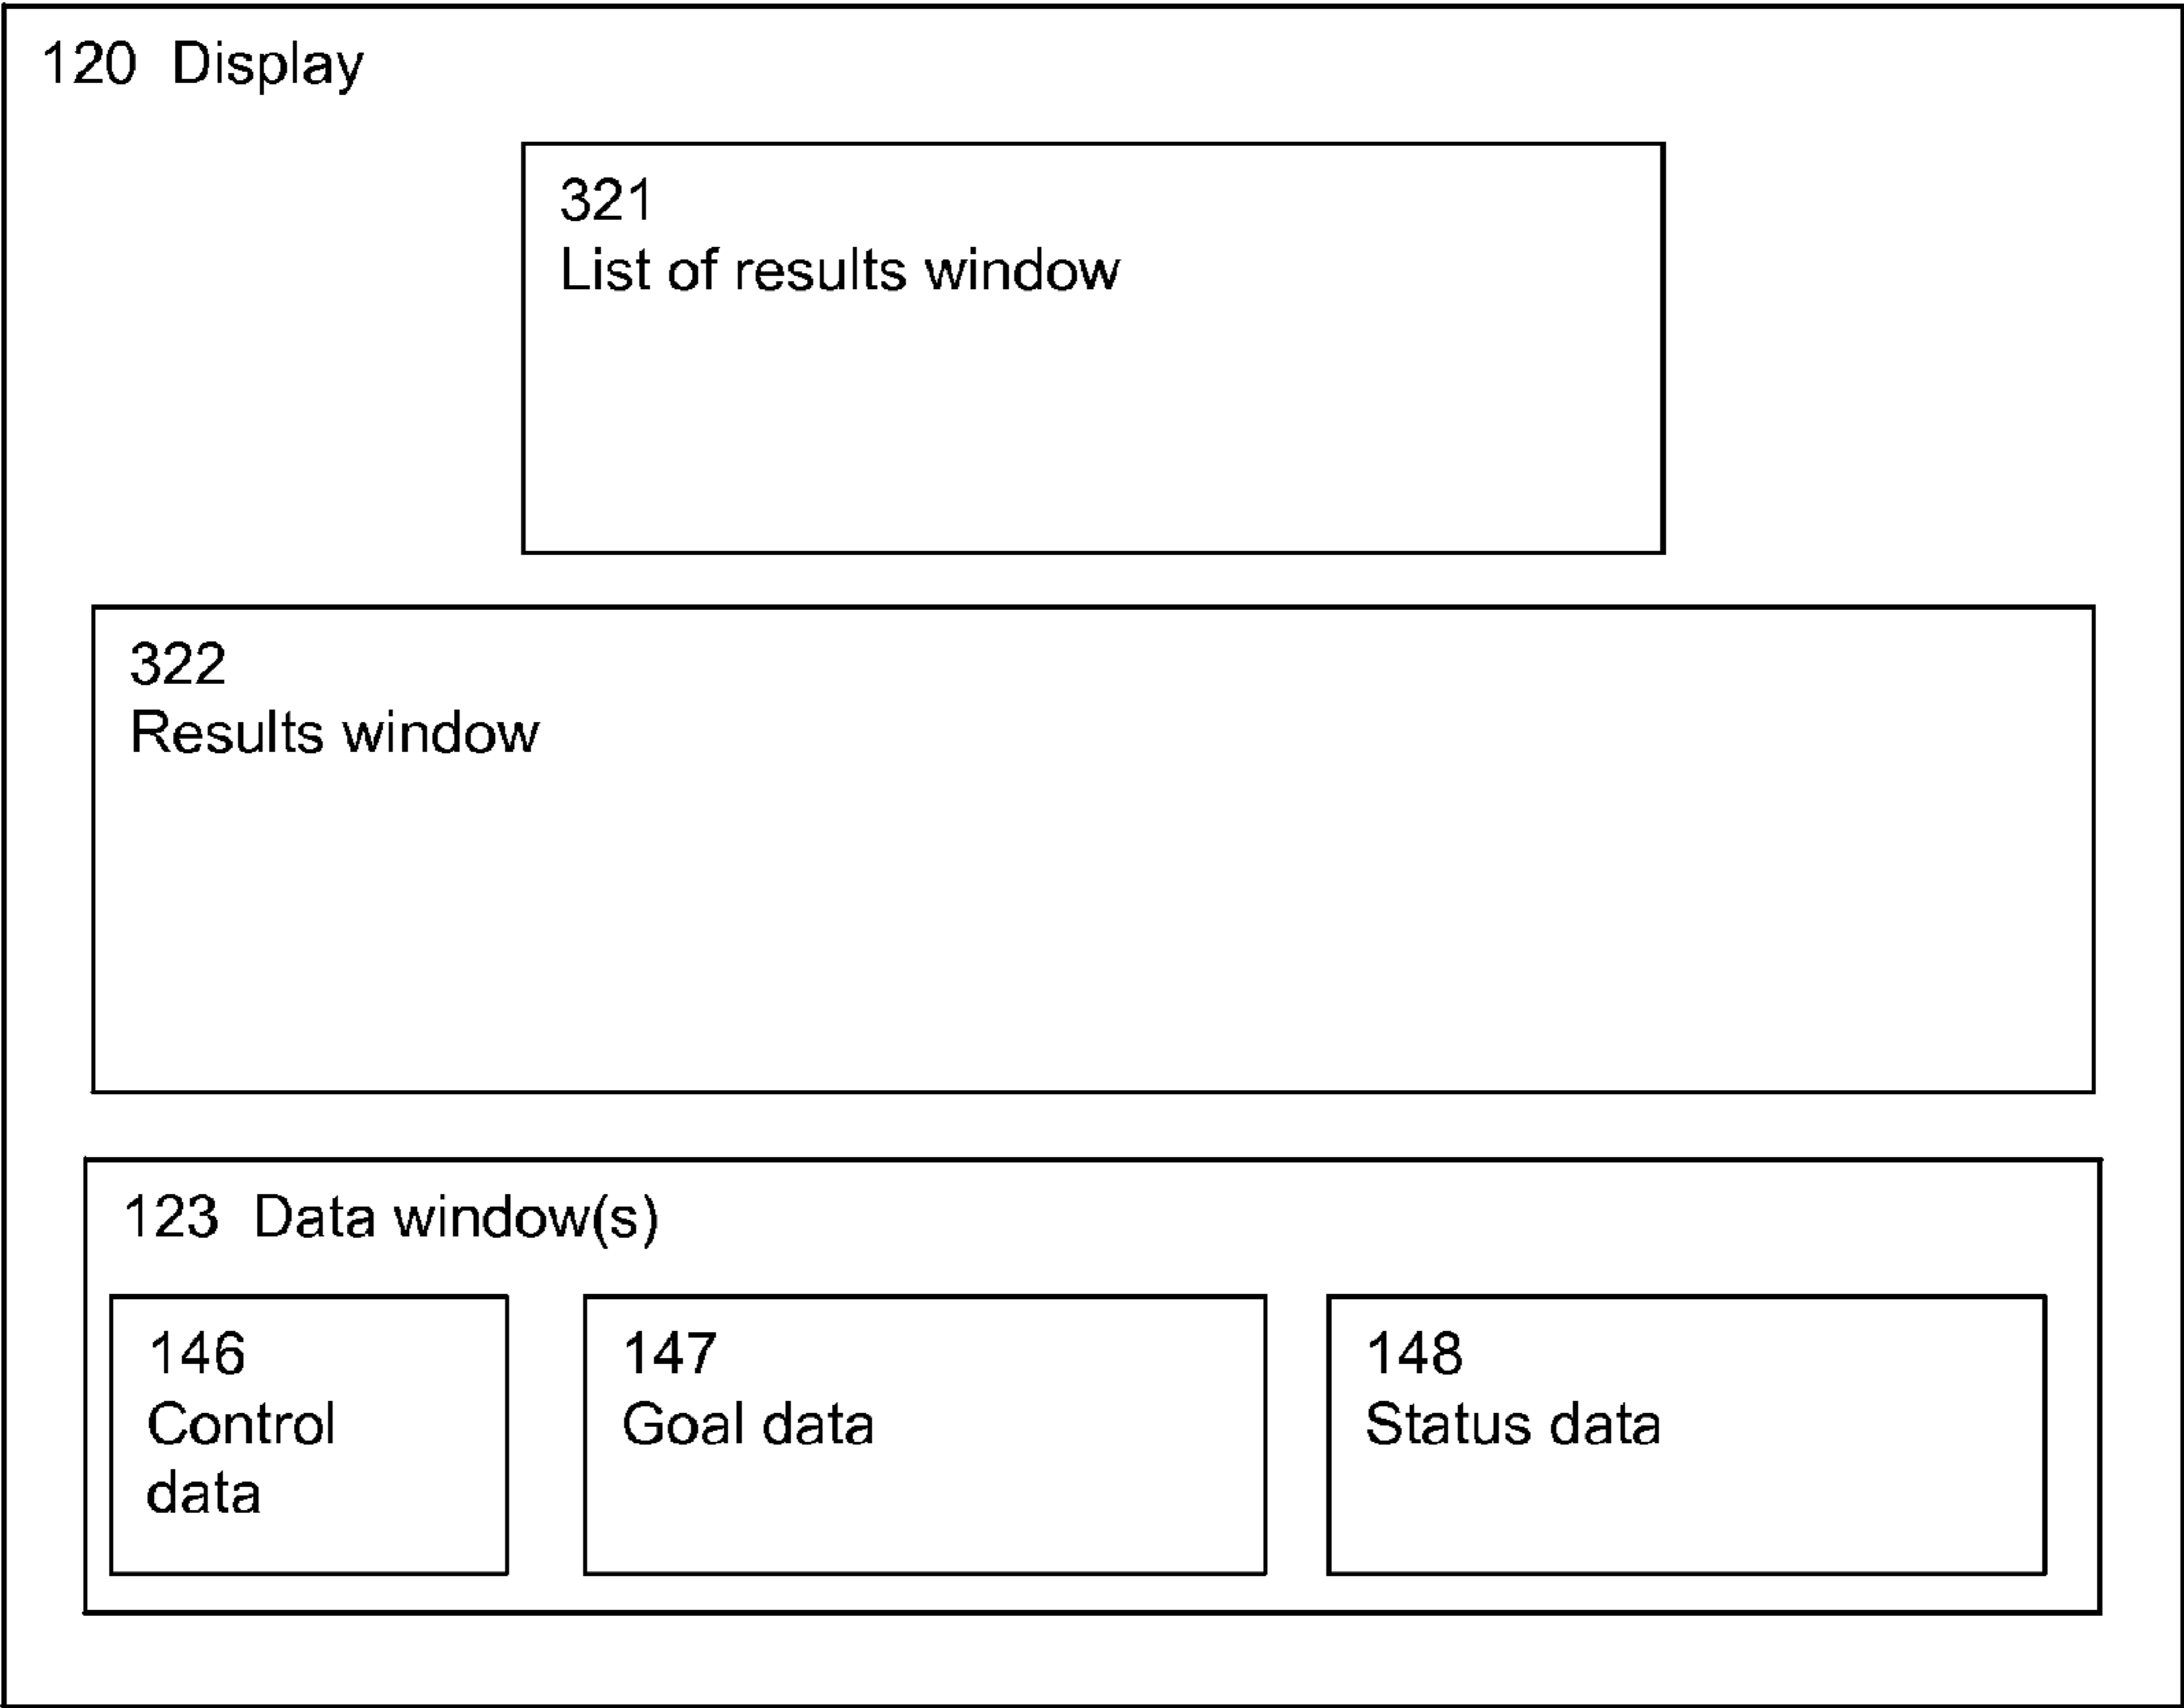 120 Display
321
List of results window
322
Results window
123 Data window(s)
146
Control
data
147
Goal data
148
Status data